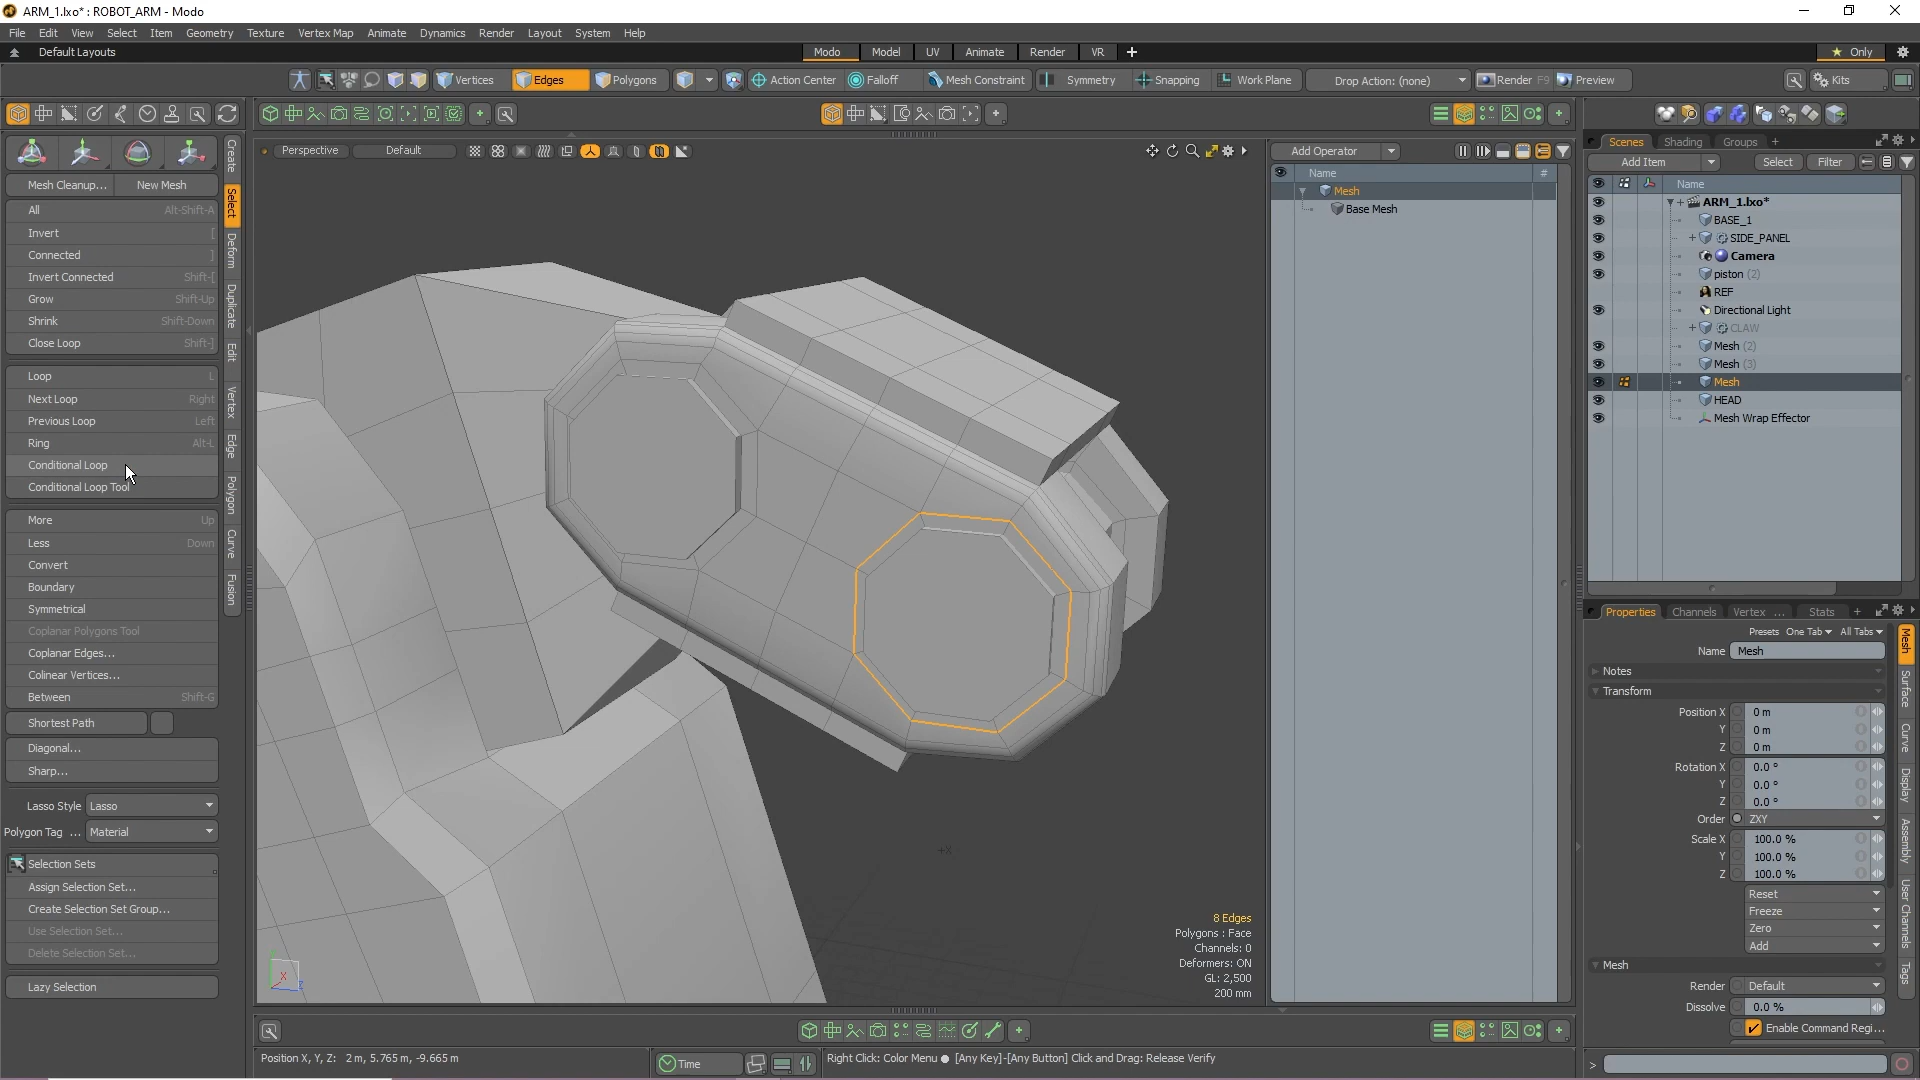 ARM_1.lxo* : ROBOT_ARM - Modo
File Edit View Select Item Geometry Texture Vertex Map Animate Dynamics Render Layout System Help
Default Layouts Modo Model UV Animate Render VR Only
Vertices Edges Polygons Action Center Falloff Mesh Constraint Symmetry Snapping Work Plane Drop Action: (none) Render F9 Preview Kits
Perspective Default
Mesh Cleanup... New Mesh
All Alt-Shift-A
Invert [
Connected ]
Invert Connected Shift-[
Grow Shift-Up
Shrink Shift-Down
Close Loop Shift-]
Loop L
Next Loop Right
Previous Loop Left
Ring Alt-L
Conditional Loop
Conditional Loop Tool
More Up
Less Down
Convert
Boundary
Symmetrical
Coplanar Polygons Tool
Coplanar Edges...
Colinear Vertices...
Between Shift-G
Shortest Path
Diagonal...
Sharp...
Lasso Style Lasso
Polygon Tag ... Material
Selection Sets
Assign Selection Set...
Create Selection Set Group...
Use Selection Set...
Delete Selection Set...
Lazy Selection
Create
Select
Deform
Duplicate
Edit
Vertex
Edge
Polygon
Curve
Fusion
+X
8 Edges
Polygons : Face
Channels: 0
Deformers: ON
GL: 2,500
200 mm
X
Z
Add Operator
Name #
Mesh
Base Mesh
Scenes Shading Groups +
Add Item Select Filter
Name
ARM_1.lxo*
BASE_1
SIDE_PANEL
Camera
piston (2)
REF
Directional Light
CLAW
Mesh (2)
Mesh (3)
Mesh
HEAD
Mesh Wrap Effector
Properties Channels Vertex ... Stats +
Presets One Tab All Tabs
Name Mesh
Notes
Transform
Position X 0 m
Y 0 m
Z 0 m
Rotation X 0.0 °
Y 0.0 °
Z 0.0 °
Order ZXY
Scale X 100.0 %
Y 100.0 %
Z 100.0 %
Reset
Freeze
Zero
Add
Mesh
Render Default
Dissolve 0.0 %
Enable Command Regi...
Mesh
Surface
Curve
Display
Assembly
User Channels
Tags
Position X, Y, Z: 2 m, 5.765 m, -9.665 m
Time
Right Click: Color Menu ● [Any Key]-[Any Button] Click and Drag: Release Verify
>